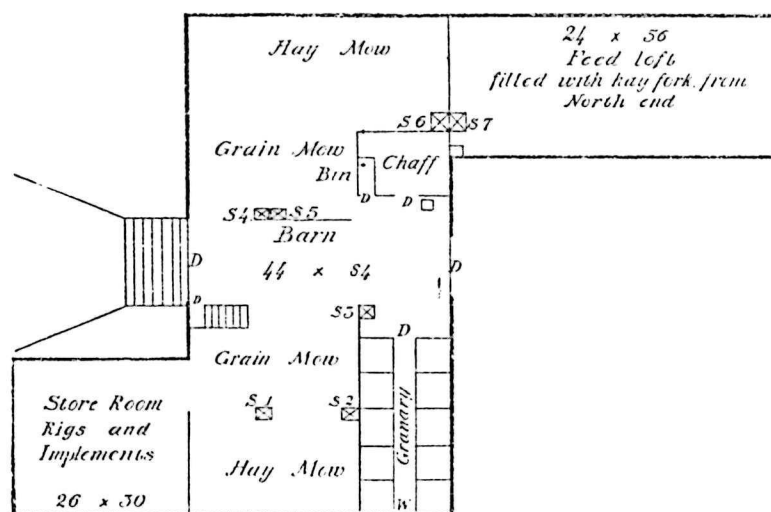 Hay Mow
24 x 56
Feed loft
filled with hay fork, from
North end
S6
S7
Grain Mow
Bin
Chaff
D
D
S4
S5
Barn
44 x 84
D
D
D
S3
D
Grain Mow
Store Room
Rigs and
Implements
26 x 30
S1
S2
Granary
Hay Mow
W